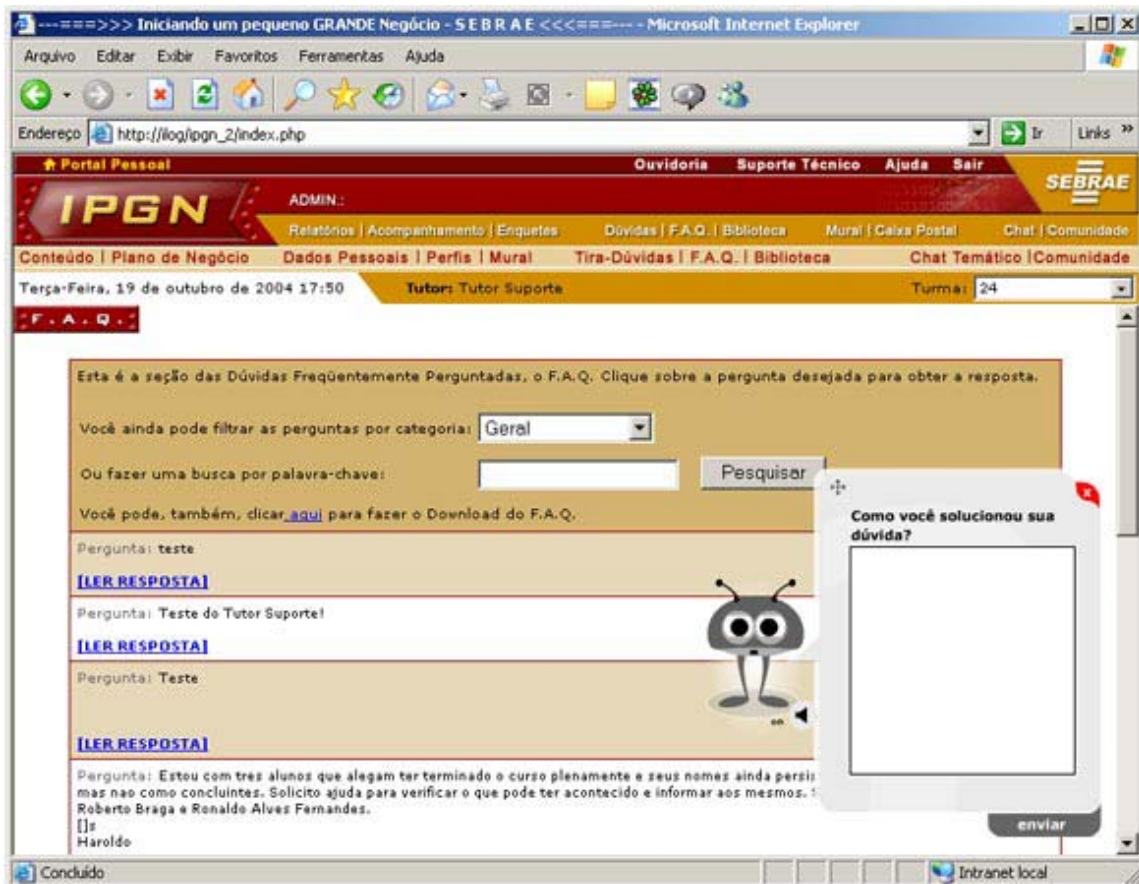 ---===>>> Iniciando um pequeno GRANDE Negócio - S E B R A E <<<===--- - Microsoft Internet Explorer
Arquivo Editar Exibir Favoritos Ferramentas Ajuda
Endereço http://ilog/ipgn_2/index.php Ir Links »
Portal Pessoal Ouvidoria Suporte Técnico Ajuda Sair
SEBRAE
IPGN ADMIN.:
Relatórios | Acompanhamento | Enquetes Dúvidas | F.A.Q. | Biblioteca Mural | Caixa Postal Chat | Comunidade
Conteúdo | Plano de Negócio Dados Pessoais | Perfis | Mural Tira-Dúvidas | F.A.Q. | Biblioteca Chat Temático | Comunidade
Terça-Feira, 19 de outubro de 2004 17:50 Tutor: Tutor Suporte Turma: 24
F.A.Q.
Esta é a seção das Dúvidas Freqüentemente Perguntadas, o F.A.Q. Clique sobre a pergunta desejada para obter a resposta.
Você ainda pode filtrar as perguntas por categoria: Geral
Ou fazer uma busca por palavra-chave: Pesquisar
Você pode, também, clicar aqui para fazer o Download do F.A.Q.
Pergunta: teste
[LER RESPOSTA]
Pergunta: Teste do Tutor Suporte!
[LER RESPOSTA]
Pergunta: Teste
[LER RESPOSTA]
Pergunta: Estou com tres alunos que alegam ter terminado o curso plenamente e seus nomes ainda persis
mas nao como concluintes. Solicito ajuda para verificar o que pode ter acontecido e informar aos mesmos.
Roberto Braga e Ronaldo Alves Fernandes.
[]s
Haroldo
x
Como você solucionou sua
dúvida?
on
enviar
Concluído Intranet local